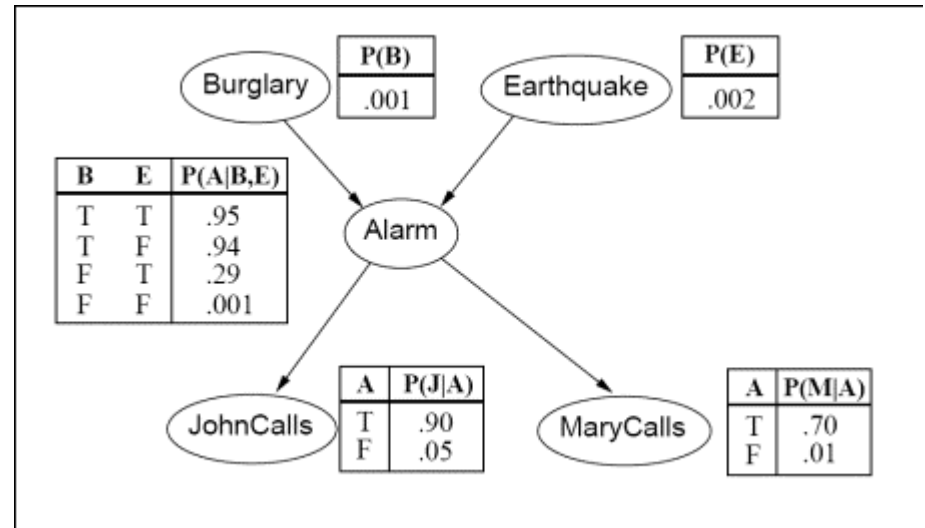 Burglary
P(B)
.001
Earthquake
P(E)
.002
B E P(A|B,E)
T T .95
T F .94
F T .29
F F .001
Alarm
JohnCalls
A P(J|A)
T .90
F .05
MaryCalls
A P(M|A)
T .70
F .01